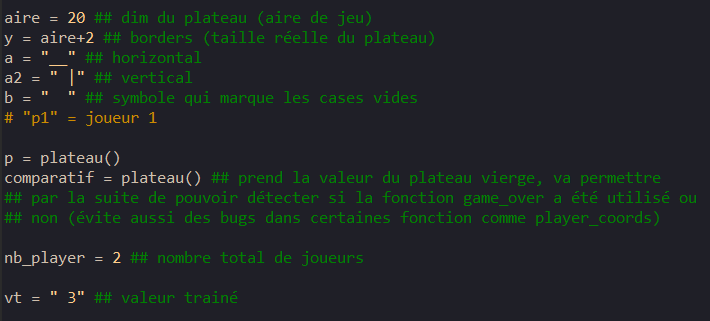 aire = 20 ## dim du plateau (aire de jeu)
y = aire+2 ## borders (taille réelle du plateau)
a = "__" ## horizontal
a2 = " |" ## vertical
b = "  " ## symbole qui marque les cases vides
# "p1" = joueur 1
p = plateau()
comparatif = plateau() ## prend la valeur du plateau vierge, va permettre
## par la suite de pouvoir détecter si la fonction game_over a été utilisé ou
## non (évite aussi des bugs dans certaines fonction comme player_coords)
nb_player = 2 ## nombre total de joueurs
vt = " 3" ## valeur trainé